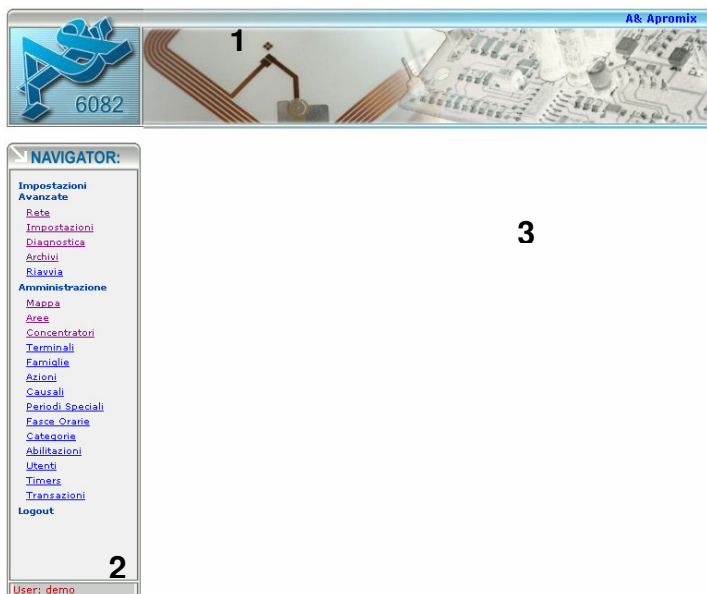 A& Apromix
1
A&
6082
NAVIGATOR:
Impostazioni
Avanzate
Rete
Impostazioni
Diagnostica
Archivi
Riavvia
Amministrazione
Mappa
Aree
Concentratori
Terminali
Famiglie
Azioni
Causali
Periodi Speciali
Fasce Orarie
Categorie
Abilitazioni
Utenti
Timers
Transazioni
Logout
2
User: demo
3